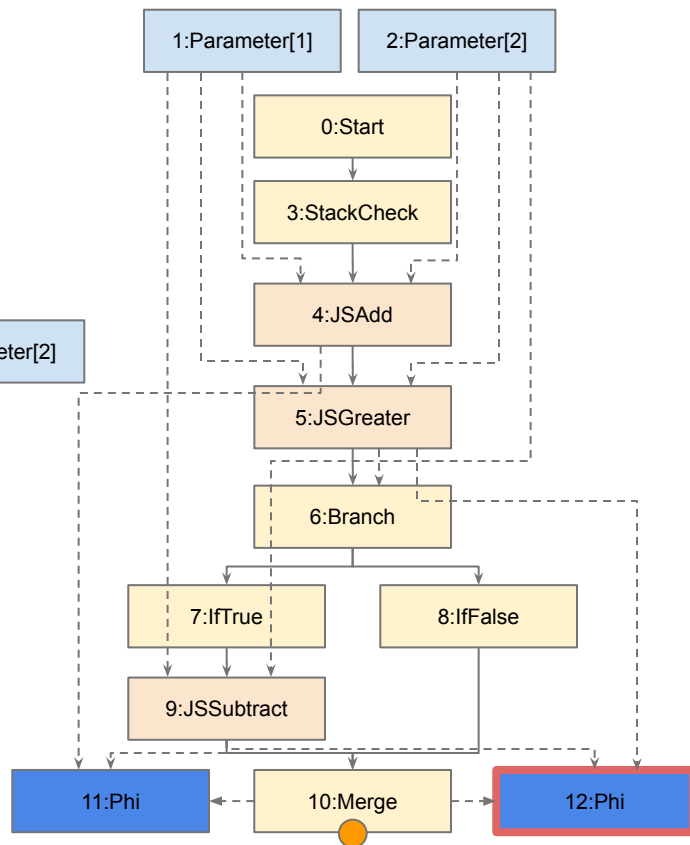 1:Parameter[1]
2:Parameter[2]
0:Start
3:StackCheck
4:JSAdd
eter[2]
5:JSGreater
6:Branch
7:IfTrue
8:IfFalse
9:JSSubtract
11:Phi
10:Merge
12:Phi